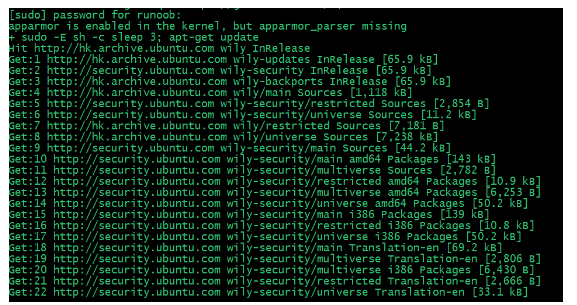 [sudo] password for runoob:
apparmor is enabled in the kernel, but apparmor_parser missing
+ sudo -E sh -c sleep 3; apt-get update
Hit http://hk.archive.ubuntu.com wily InRelease
Get:1 http://hk.archive.ubuntu.com wily-updates InRelease [65.9 kB]
Get:2 http://security.ubuntu.com wily-security InRelease [65.9 kB]
Get:3 http://hk.archive.ubuntu.com wily-backports InRelease [65.9 kB]
Get:4 http://hk.archive.ubuntu.com wily/main Sources [1,118 kB]
Get:5 http://security.ubuntu.com wily-security/restricted Sources [2,854 B]
Get:6 http://security.ubuntu.com wily-security/universe Sources [11.2 kB]
Get:7 http://hk.archive.ubuntu.com wily/restricted Sources [7,181 B]
Get:8 http://hk.archive.ubuntu.com wily/universe Sources [7,238 kB]
Get:9 http://security.ubuntu.com wily-security/main Sources [44.2 kB]
Get:10 http://security.ubuntu.com wily-security/main amd64 Packages [143 kB]
Get:11 http://security.ubuntu.com wily-security/multiverse Sources [2,782 B]
Get:12 http://security.ubuntu.com wily-security/restricted amd64 Packages [10.9 kB]
Get:13 http://security.ubuntu.com wily-security/multiverse amd64 Packages [6,253 B]
Get:14 http://security.ubuntu.com wily-security/universe amd64 Packages [50.2 kB]
Get:15 http://security.ubuntu.com wily-security/main i386 Packages [139 kB]
Get:16 http://security.ubuntu.com wily-security/restricted i386 Packages [10.8 kB]
Get:17 http://security.ubuntu.com wily-security/universe i386 Packages [50.2 kB]
Get:18 http://security.ubuntu.com wily-security/main Translation-en [69.2 kB]
Get:19 http://security.ubuntu.com wily-security/multiverse Translation-en [2,806 B]
Get:20 http://security.ubuntu.com wily-security/multiverse i386 Packages [6,430 B]
Get:21 http://security.ubuntu.com wily-security/restricted Translation-en [2,666 B]
Get:22 http://security.ubuntu.com wily-security/universe Translation-en [33.1 kB]